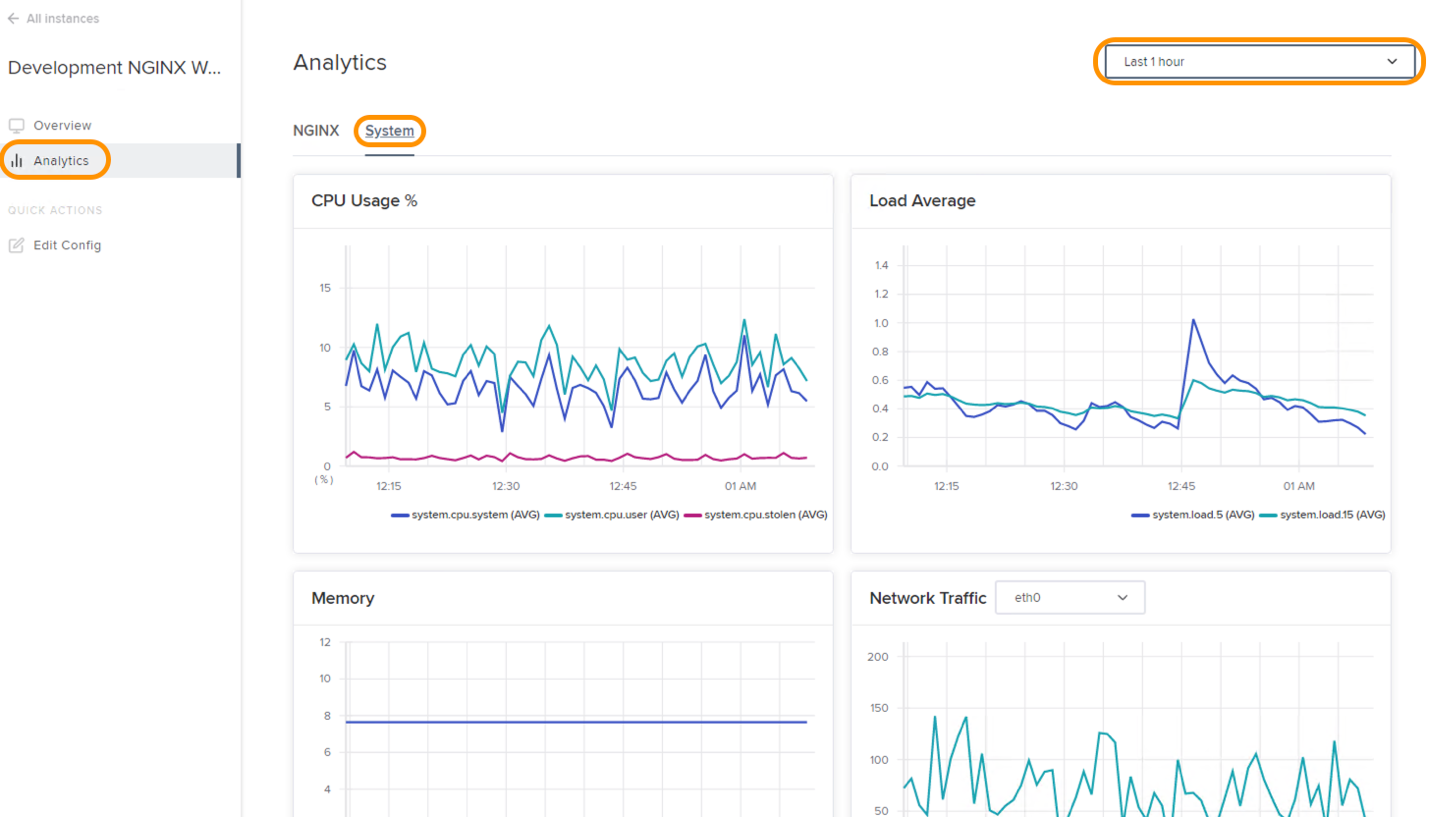 All instances
Development NGINX W...
Overview
Analytics
QUICK ACTIONS
Edit Config
Analytics
Last 1 hour
NGINX System
CPU Usage %
15
10
5
0
(%)
12:15 12:30 12:45 01 AM
system.cpu.system (AVG) system.cpu.user (AVG) system.cpu.stolen (AVG)
Load Average
1.4
1.2
1.0
0.8
0.6
0.4
0.2
0.0
12:15 12:30 12:45 01 AM
system.load.5 (AVG) system.load.15 (AVG)
Memory
12
10
8
6
4
Network Traffic eth0
200
150
100
50